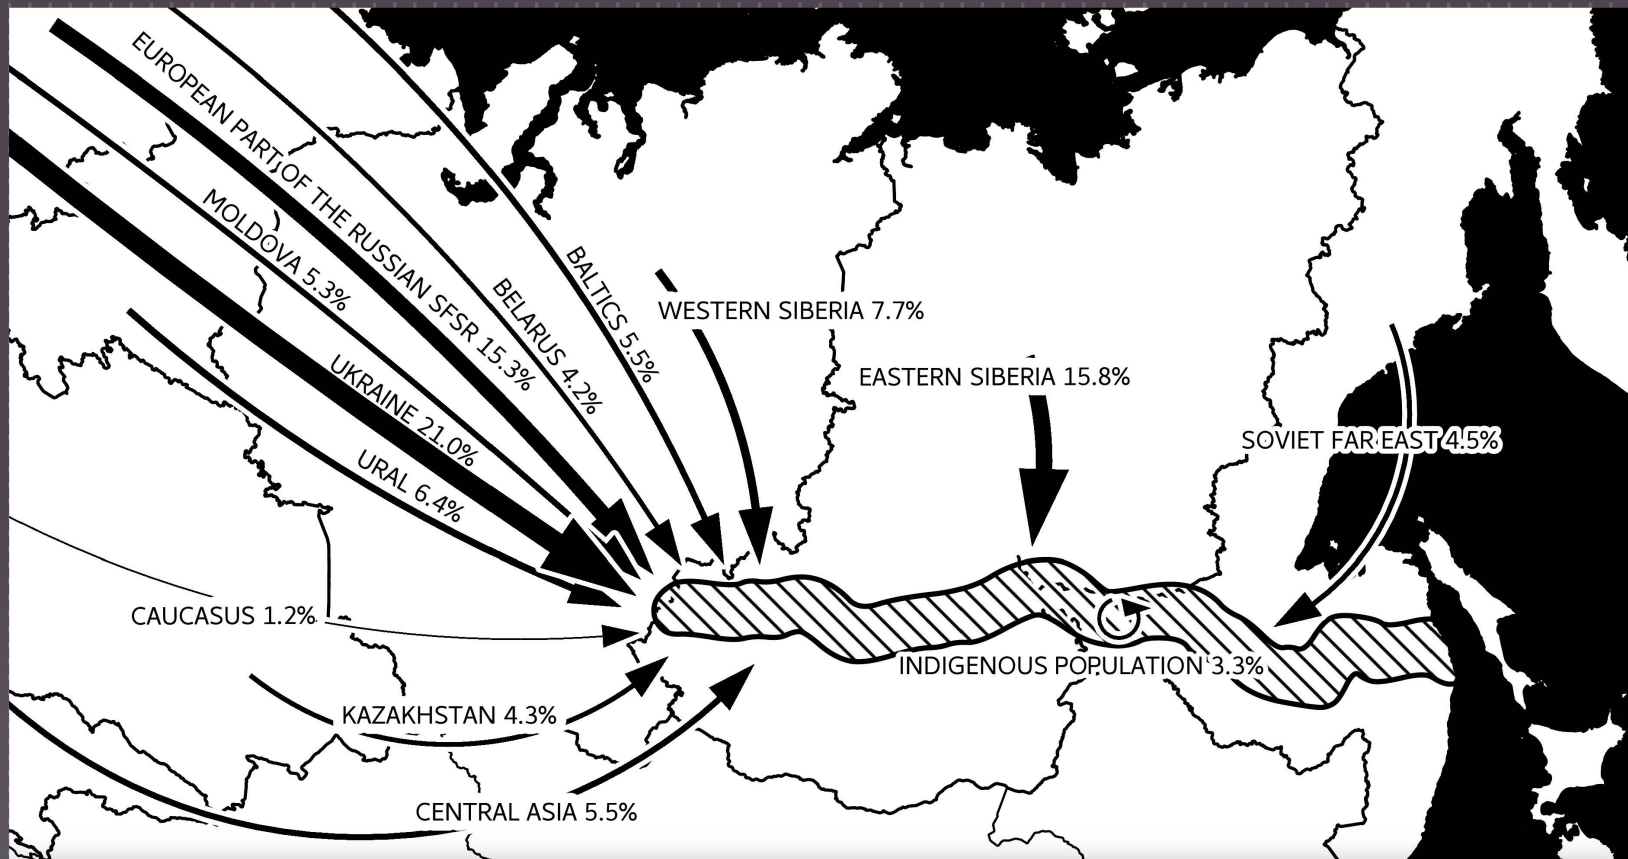 EUROPEAN PART OF THE RUSSIAN SFSR 15.3%
MOLDOVA 5.3%
BELARUS 4.2%
BALTICS 5.5%
WESTERN SIBERIA 7.7%
EASTERN SIBERIA 15.8%
UKRAINE 21.0%
URAL 6.4%
SOVIET FAR EAST 4.5%
CAUCASUS 1.2%
INDIGENOUS POPULATION 3.3%
KAZAKHSTAN 4.3%
CENTRAL ASIA 5.5%